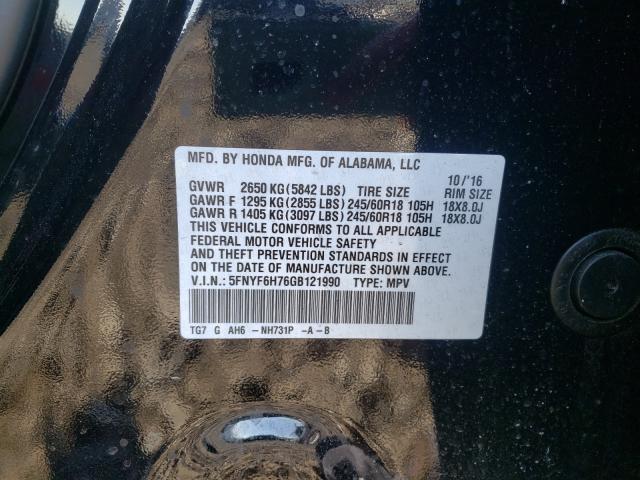 MFD. BY HONDA MFG. OF ALABAMA, LLC
10/'16
GVWR 2650 KG(5842 LBS) TIRE SIZE RIM SIZE
GAWR F 1295 KG(2855 LBS)245/60R18 105H 18X8.0J
GAWR R 1405 KG(3097 LBS)245/60R18 105H 18X8.0J
THIS VEHICLE CONFORMS TO ALL APPLICABLE
FEDERAL MOTOR VEHICLE SAFETY
AND THEFT PREVENTION STANDARDS IN EFFECT
ON THE DATE OF MANUFACTURE SHOWN ABOVE.
V.I.N.: 5FNYF6H76GB121990 TYPE: MPV
TG7 G AH6 -NH731P -A-B